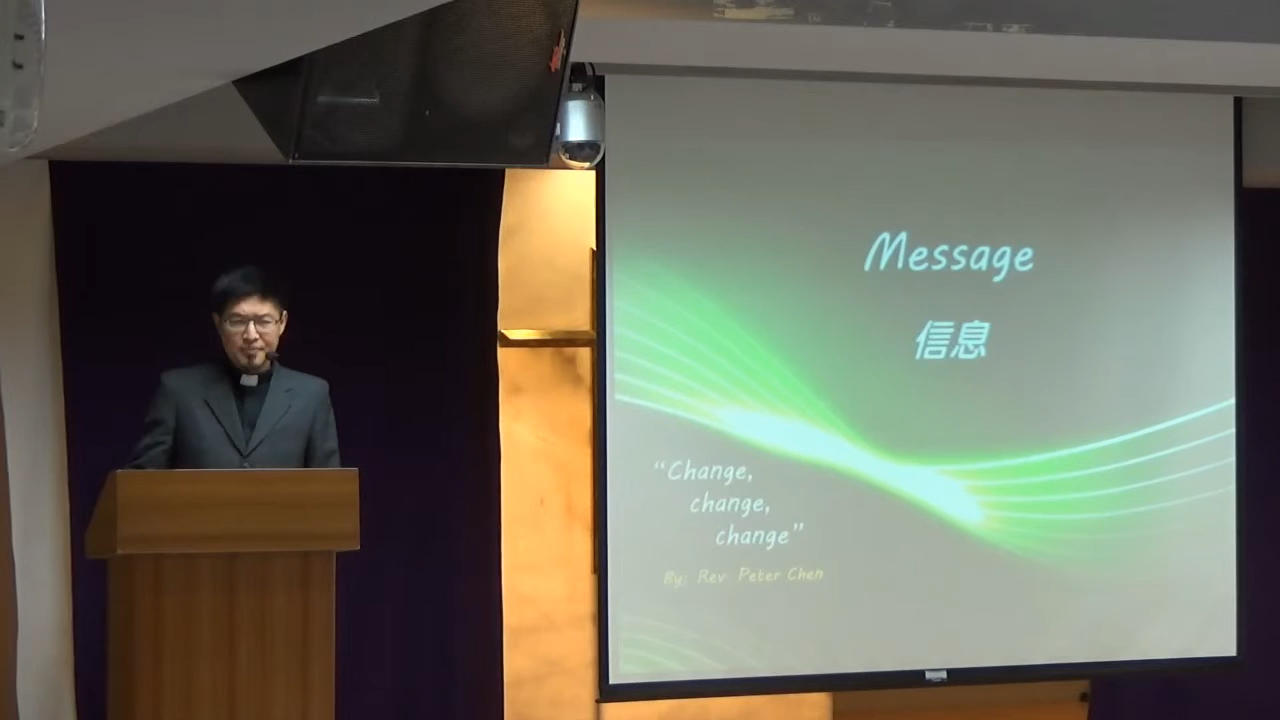 Message
信息
“Change,
change,
change”
By: Rev Peter Chen